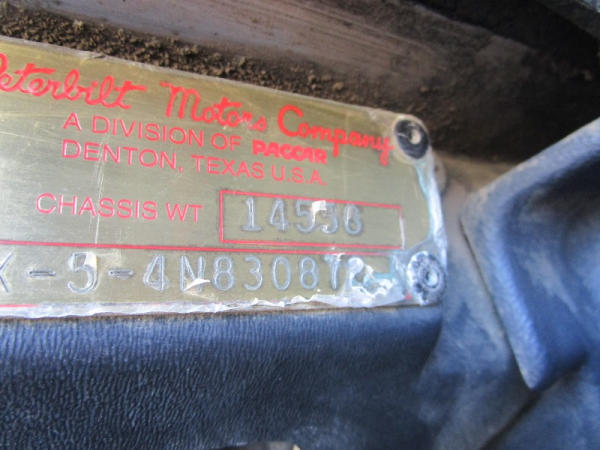 Peterbilt Motors Company
A DIVISION OF PACCAR
DENTON, TEXAS U.S.A.
CHASSIS WT 14556
X-5-4N830872